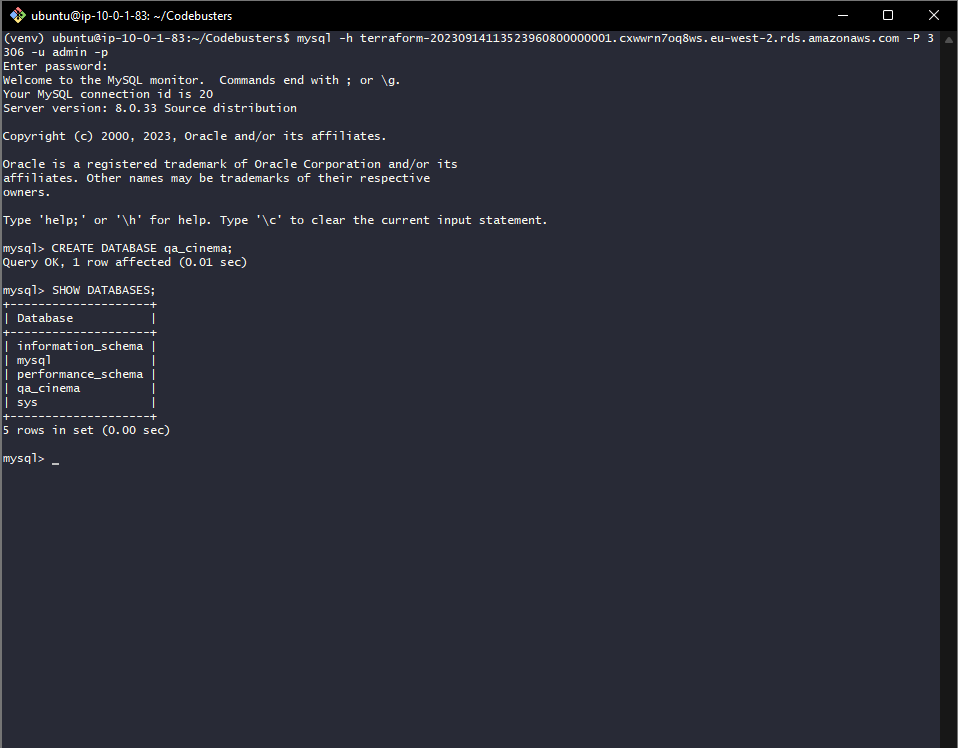 ubuntu@ip-10-0-1-83: ~/Codebusters
(venv) ubuntu@ip-10-0-1-83:~/Codebusters$ mysql -h terraform-20230914113523960800000001.cxwwrn7oq8ws.eu-west-2.rds.amazonaws.com -P 3
306 -u admin -p
Enter password:
Welcome to the MySQL monitor.  Commands end with ; or \g.
Your MySQL connection id is 20
Server version: 8.0.33 Source distribution
Copyright (c) 2000, 2023, Oracle and/or its affiliates.
Oracle is a registered trademark of Oracle Corporation and/or its
affiliates. Other names may be trademarks of their respective
owners.
Type 'help;' or '\h' for help. Type '\c' to clear the current input statement.
mysql> CREATE DATABASE qa_cinema;
Query OK, 1 row affected (0.01 sec)
mysql> SHOW DATABASES;
+--------------------+
| Database           |
+--------------------+
| information_schema |
| mysql              |
| performance_schema |
| qa_cinema          |
| sys                |
+--------------------+
5 rows in set (0.00 sec)
mysql> _